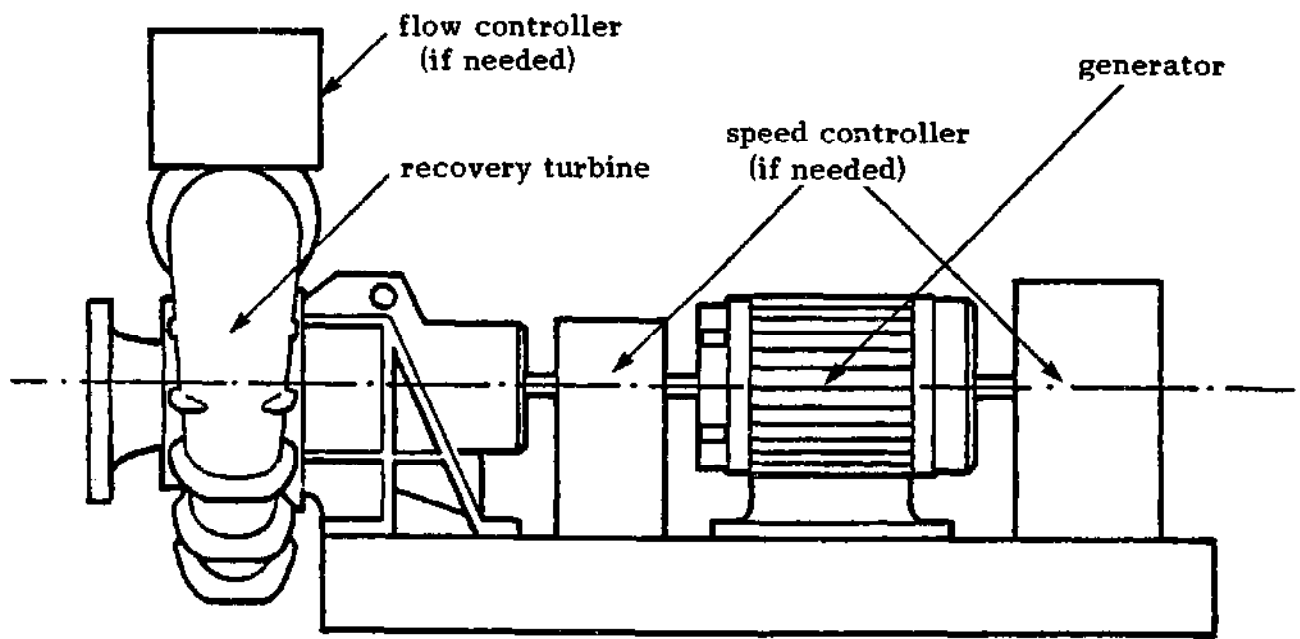 flow controller
(if needed)
generator
speed controller
(if needed)
recovery turbine